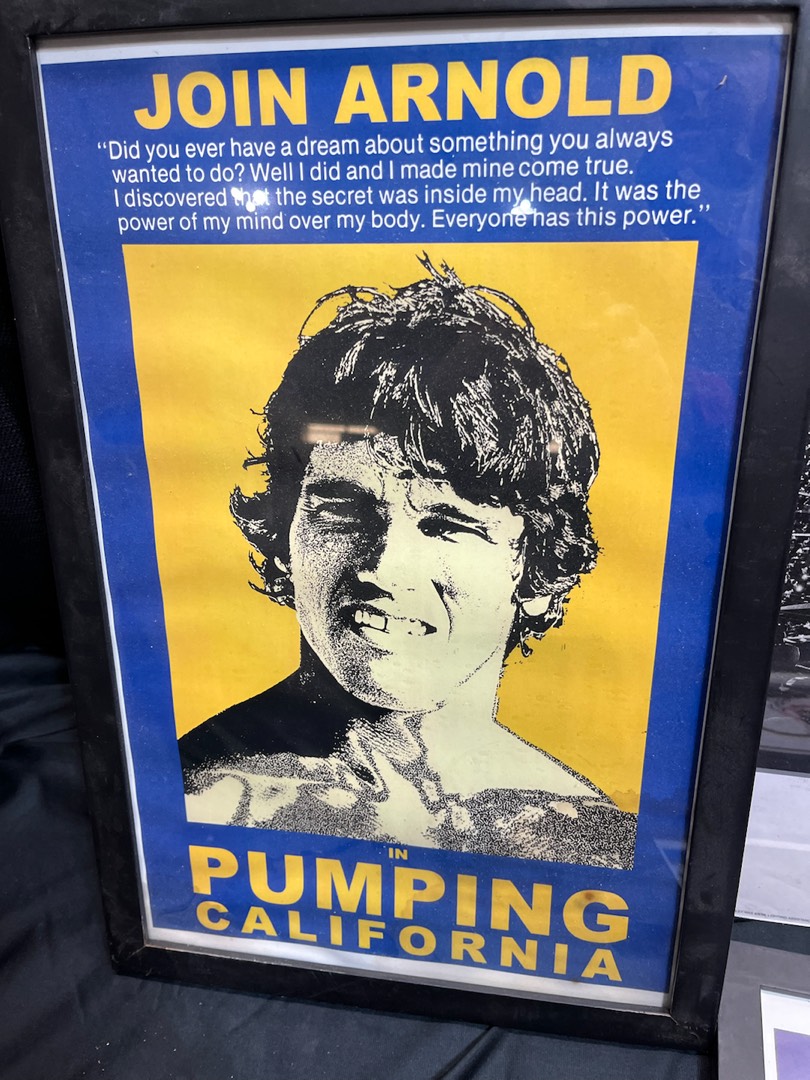 JOIN ARNOLD
“Did you ever have a dream about something you always
wanted to do? Well I did and I made mine come true.
I discovered that the secret was inside my head. It was the
power of my mind over my body. Everyone has this power.”
IN
PUMPING
CALIFORNIA